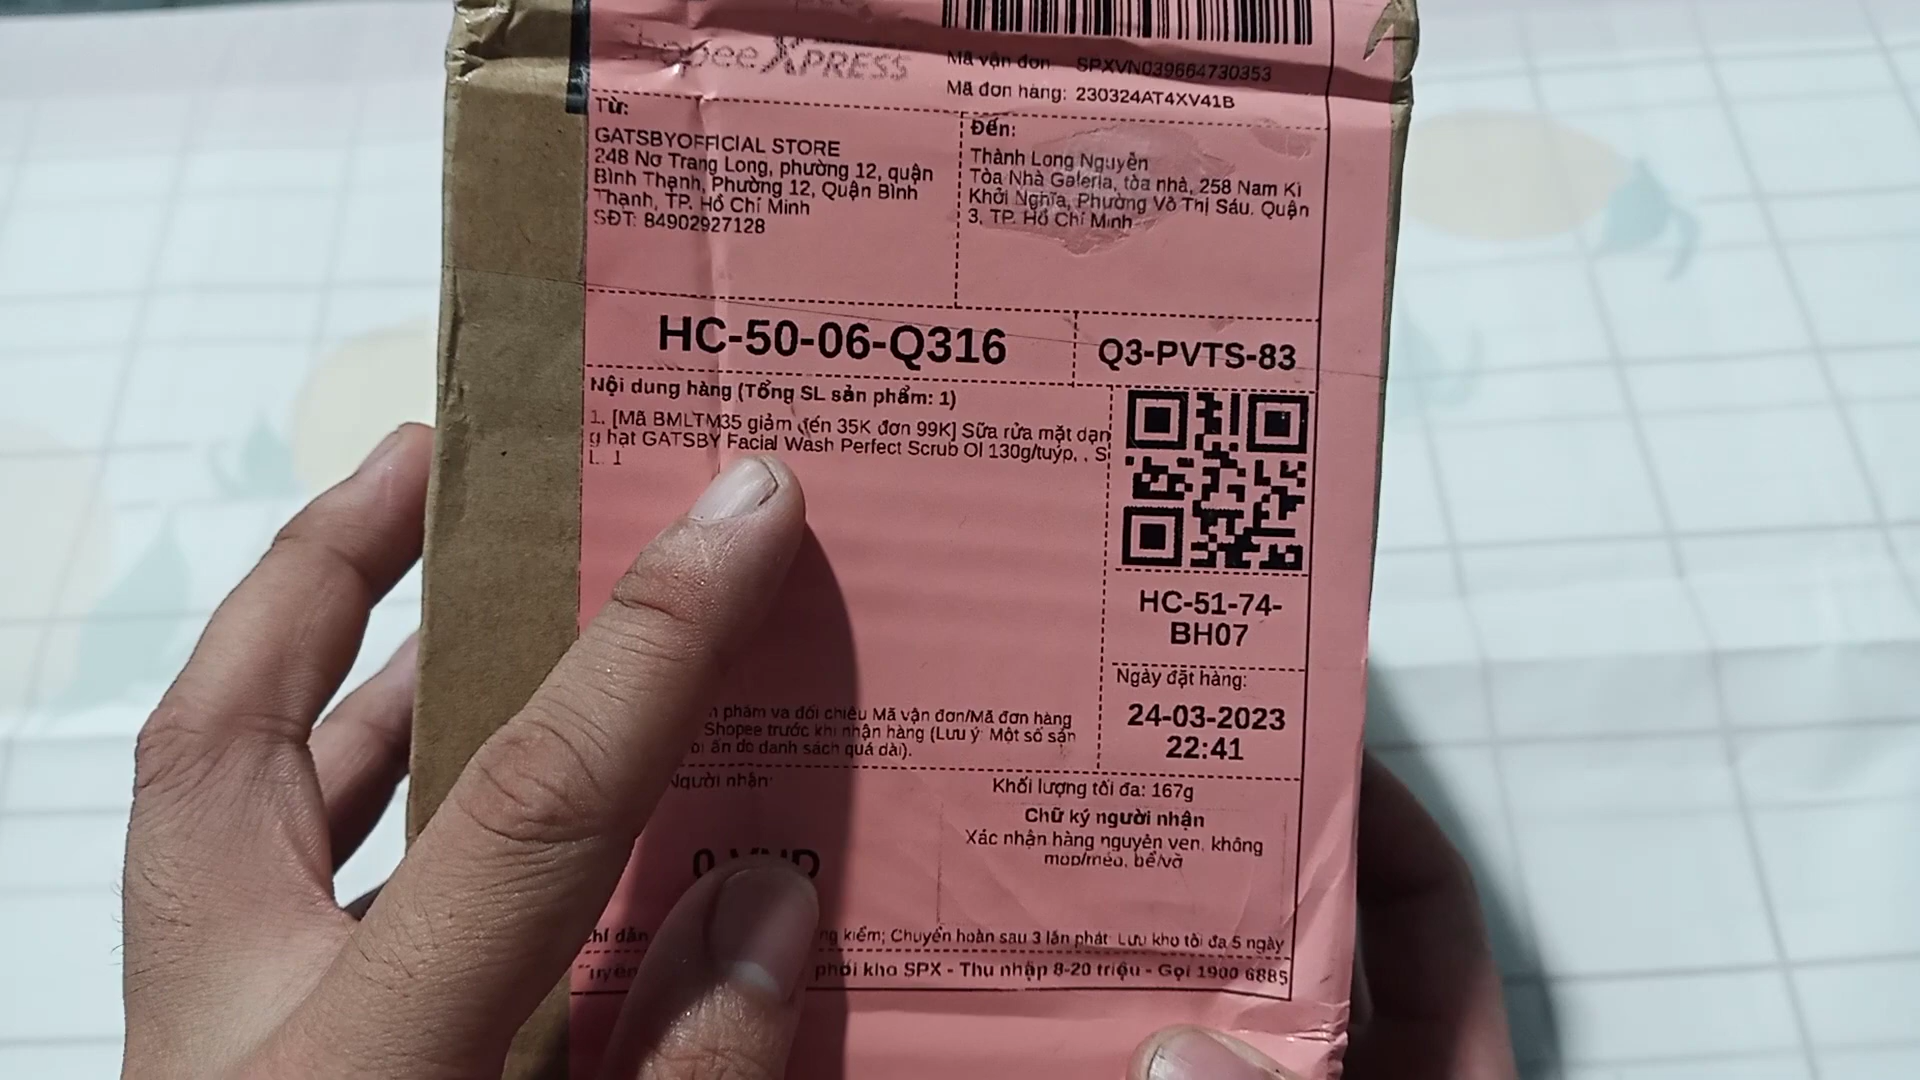 Shopee XPRESS
Mã vận đơn SPXVN039664730353
Mã đơn hàng: 230324AT4XV41B
Từ:
GATSBYOFFICIAL STORE
248 Nơ Trang Long, phường 12, quận
Bình Thạnh, Phường 12, Quận Bình
Thạnh, TP. Hồ Chí Minh
SĐT: 84902927128
Đến:
Thành Long Nguyễn
Tòa Nhà Galeria, tòa nhà, 258 Nam Kì
Khởi Nghĩa, Phường Võ Thị Sáu, Quận
3, TP. Hồ Chí Minh
HC-50-06-Q316
Q3-PVTS-83
Nội dung hàng (Tổng SL sản phẩm: 1)
1. [Mã BMLTM35 giảm đến 35K đơn 99K] Sữa rửa mặt dạn
g hạt GATSBY Facial Wash Perfect Scrub Ol 130g/tuýp, , S
L: 1
HC-51-74-
BH07
Ngày đặt hàng:
24-03-2023
22:41
phẩm và đối chiếu Mã vận đơn/Mã đơn hàng
Shopee trước khi nhận hàng (Lưu ý: Một số sản
ẩn do danh sách quá dài).
Người nhận:
0 VND
Khối lượng tối đa: 167g
Chữ ký người nhận
Xác nhận hàng nguyên vẹn, không
móp/méo, bể/vỡ
Chỉ dẫn
kiểm; Chuyển hoàn sau 3 lần phát; Lưu kho tối đa 5 ngày
phối kho SPX - Thu nhập 8-20 triệu - Gọi 1900 6885